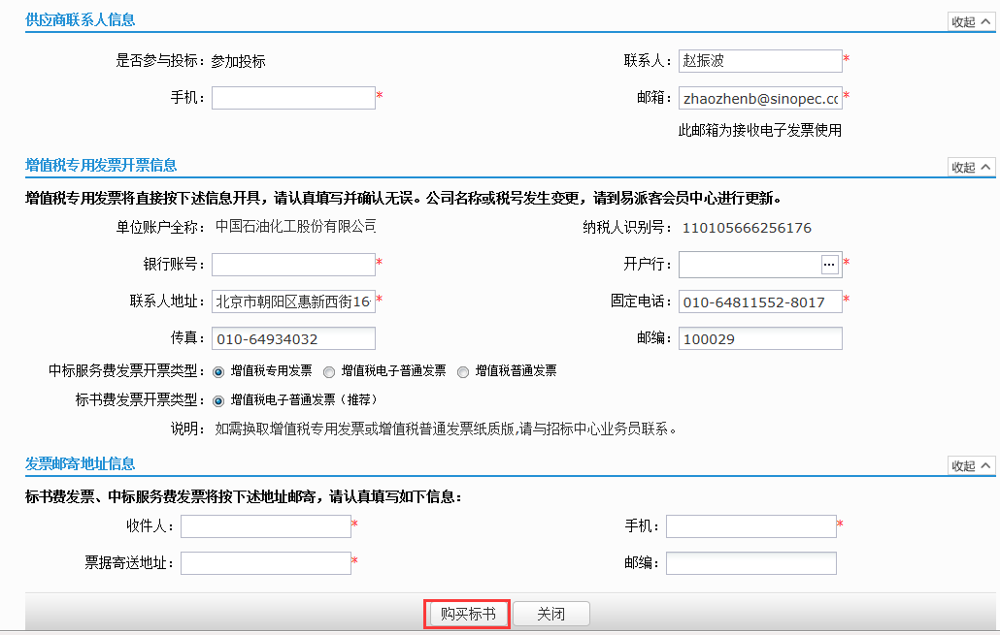 供应商联系人信息 收起
是否参与投标： 参加投标 联系人： 赵振波 *
手机： * 邮箱： zhaozhenb@sinopec.cc *
此邮箱为接收电子发票使用
增值税专用发票开票信息 收起
增值税专用发票将直接按下述信息开具，请认真填写并确认无误。公司名称或税号发生变更，请到易派客会员中心进行更新。
单位账户全称： 中国石油化工股份有限公司 纳税人识别号： 110105666256176
银行账号： * 开户行： ... *
联系人地址： 北京市朝阳区惠新西街16 * 固定电话： 010-64811552-8017 *
传真： 010-64934032 邮编： 100029
中标服务费发票开票类型： 增值税专用发票 增值税电子普通发票 增值税普通发票
标书费发票开票类型： 增值税电子普通发票（推荐）
说明： 如需换取增值税专用发票或增值税普通发票纸质版,请与招标中心业务员联系。
发票邮寄地址信息 收起
标书费发票、中标服务费发票将按下述地址邮寄，请认真填写如下信息：
收件人： * 手机： *
票据寄送地址： * 邮编：
购买标书 关闭